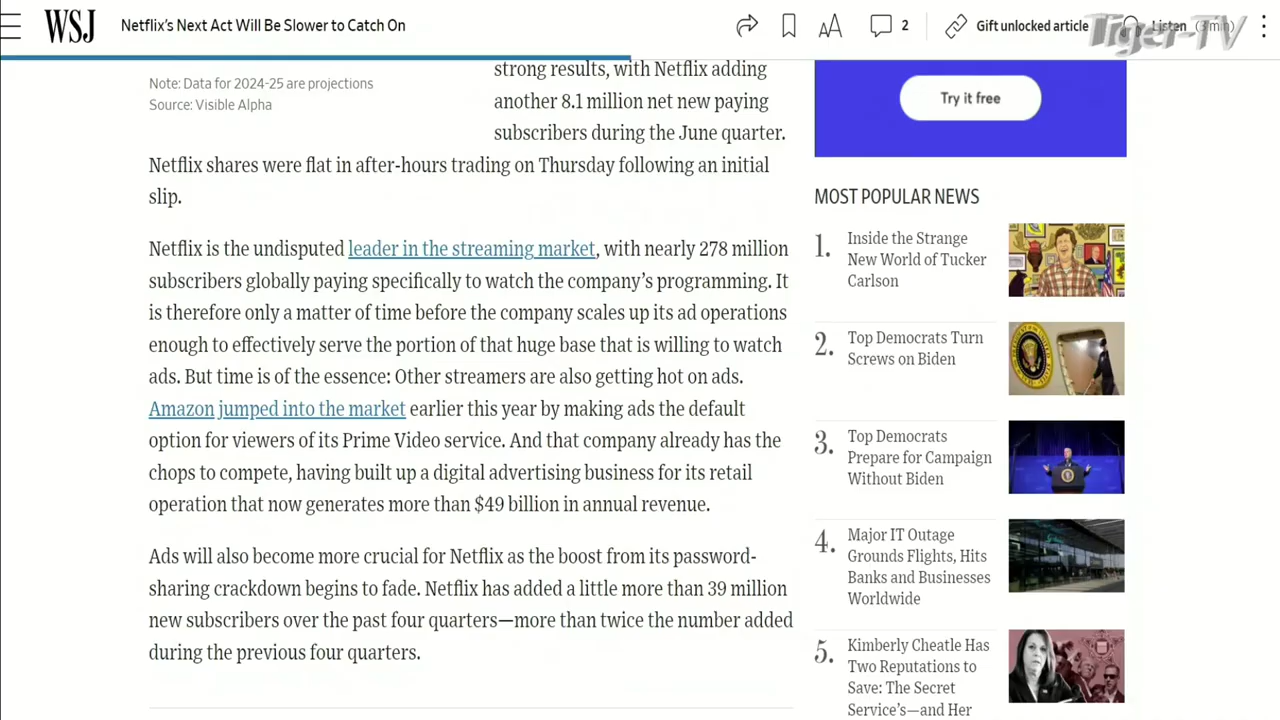 WSJ
Netflix's Next Act Will Be Slower to Catch On
2
Gift unlocked article
Listen
Tiger-TV
Note: Data for 2024-25 are projections
Source: Visible Alpha
strong results, with Netflix adding
another 8.1 million net new paying
subscribers during the June quarter.
Netflix shares were flat in after-hours trading on Thursday following an initial
slip.
Netflix is the undisputed leader in the streaming market, with nearly 278 million
subscribers globally paying specifically to watch the company's programming. It
is therefore only a matter of time before the company scales up its ad operations
enough to effectively serve the portion of that huge base that is willing to watch
ads. But time is of the essence: Other streamers are also getting hot on ads.
Amazon jumped into the market earlier this year by making ads the default
option for viewers of its Prime Video service. And that company already has the
chops to compete, having built up a digital advertising business for its retail
operation that now generates more than $49 billion in annual revenue.
Ads will also become more crucial for Netflix as the boost from its password-
sharing crackdown begins to fade. Netflix has added a little more than 39 million
new subscribers over the past four quarters—more than twice the number added
during the previous four quarters.
Try it free
MOST POPULAR NEWS
1.
Inside the Strange
New World of Tucker
Carlson
2.
Top Democrats Turn
Screws on Biden
3.
Top Democrats
Prepare for Campaign
Without Biden
4.
Major IT Outage
Grounds Flights, Hits
Banks and Businesses
Worldwide
5.
Kimberly Cheatle Has
Two Reputations to
Save: The Secret
Service's—and Her